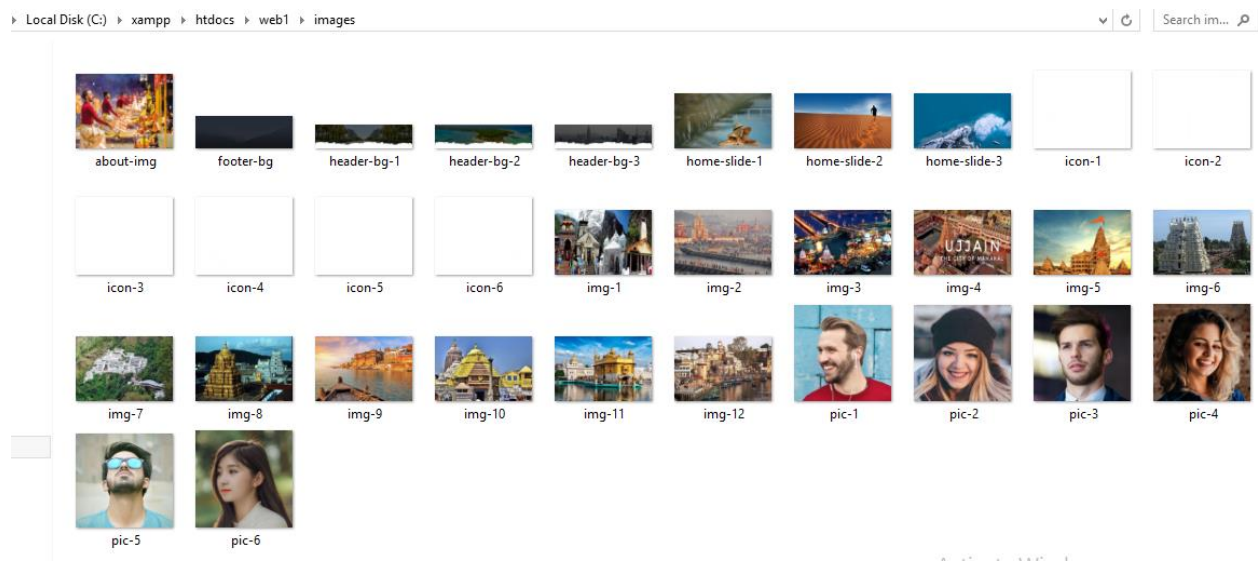 Local Disk (C:) xampp htdocs web1 images Search im...
about-img footer-bg header-bg-1 header-bg-2 header-bg-3 home-slide-1 home-slide-2 home-slide-3 icon-1 icon-2
UJJAIN
THE CITY OF MAHAKAL
icon-3 icon-4 icon-5 icon-6 img-1 img-2 img-3 img-4 img-5 img-6
img-7 img-8 img-9 img-10 img-11 img-12 pic-1 pic-2 pic-3 pic-4
pic-5 pic-6